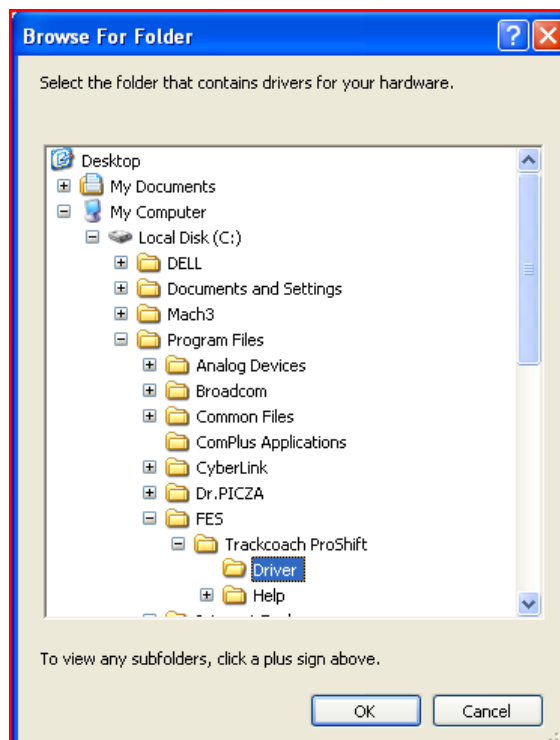 Browse For Folder
Select the folder that contains drivers for your hardware.
Desktop
My Documents
My Computer
Local Disk (C:)
DELL
Documents and Settings
Mach3
Program Files
Analog Devices
Broadcom
Common Files
ComPlus Applications
CyberLink
Dr.PICZA
FES
Trackcoach ProShift
Driver
Help
To view any subfolders, click a plus sign above.
OK Cancel